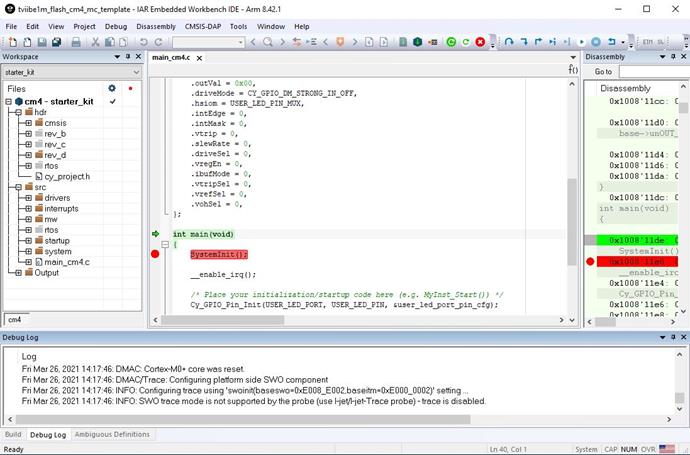 tviibe1m_flash_cm4_mc_template - IAR Embedded Workbench IDE - Arm 8.42.1
File Edit View Project Debug Disassembly CMSIS-DAP Tools Window Help
Workspace
starter_kit
Files
cm4 - starter_kit
hdr
cmsis
rev_b
rev_c
rev_d
rtos
cy_project.h
src
drivers
interrupts
mw
rtos
startup
system
main_cm4.c
Output
cm4
main_cm4.c
f()
.outVal = 0x00,
.driveMode = CY_GPIO_DM_STRONG_IN_OFF,
.hsiom = USER_LED_PIN_MUX,
.intEdge = 0,
.intMask = 0,
.vtrip = 0,
.slewRate = 0,
.driveSel = 0,
.vregEn = 0,
.ibufMode = 0,
.vtripSel = 0,
.vrefSel = 0,
.vohSel = 0,
};
int main(void)
{
SystemInit();
__enable_irq();
/* Place your initialization/startup code here (e.g. MyInst_Start()) */
Cy_GPIO_Pin_Init(USER_LED_PORT, USER_LED_PIN, &user_led_port_pin_cfg);
Disassembly
Go to
Disassembly
0x1008'11cc: 0
0x1008'11d0: 0
base->unOUT_
0x1008'11d4: 0
0x1008'11d6: 0
0x1008'11da: 0
}
0x1008'11dc: 0
int main(void)
{
0x1008'11de: 0
SystemInit()
0x1008'11e0: 0
__enable_irc
0x1008'11e4: 0
Cy_GPIO_Pin_
0x1008'11e6: 0
0x1008'11e8: 0
Debug Log
Log
Fri Mar 26, 2021 14:17:46: DMAC: Cortex-M0+ core was reset.
Fri Mar 26, 2021 14:17:46: DMAC/Trace: Configuring platform side SWO component
Fri Mar 26, 2021 14:17:46: INFO: Configuring trace using 'swoinit(baseswo=0xE008_E002,baseitm=0xE000_0002)' setting ...
Fri Mar 26, 2021 14:17:46: INFO: SWO trace mode is not supported by the probe (use I-jet/I-jet-Trace probe) - trace is disabled.
Build Debug Log Ambiguous Definitions
Ready
Ln 40, Col 1
System
CAP NUM OVR